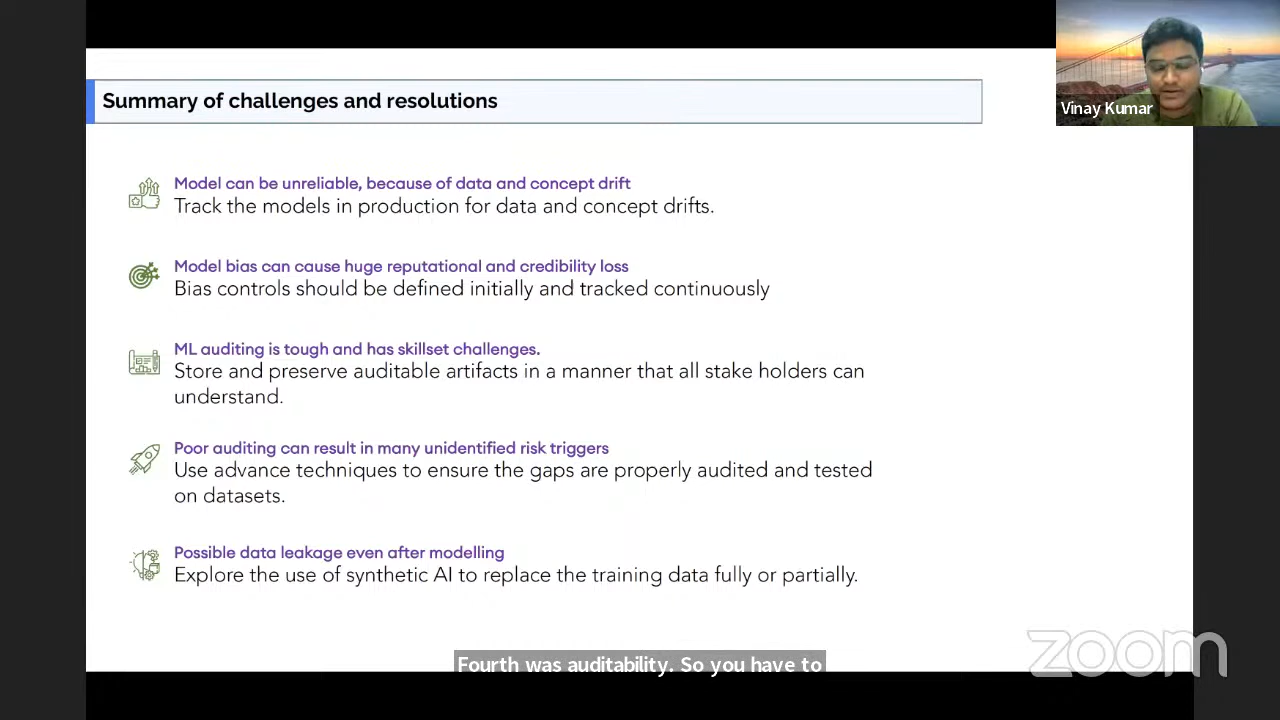 Summary of challenges and resolutions
Vinay Kumar
Model can be unreliable, because of data and concept drift
Track the models in production for data and concept drifts.
Model bias can cause huge reputational and credibility loss
Bias controls should be defined initially and tracked continuously
ML auditing is tough and has skillset challenges.
Store and preserve auditable artifacts in a manner that all stake holders can
understand.
Poor auditing can result in many unidentified risk triggers
Use advance techniques to ensure the gaps are properly audited and tested
on datasets.
Possible data leakage even after modelling
Explore the use of synthetic AI to replace the training data fully or partially.
Fourth was auditability. So you have to
zoom